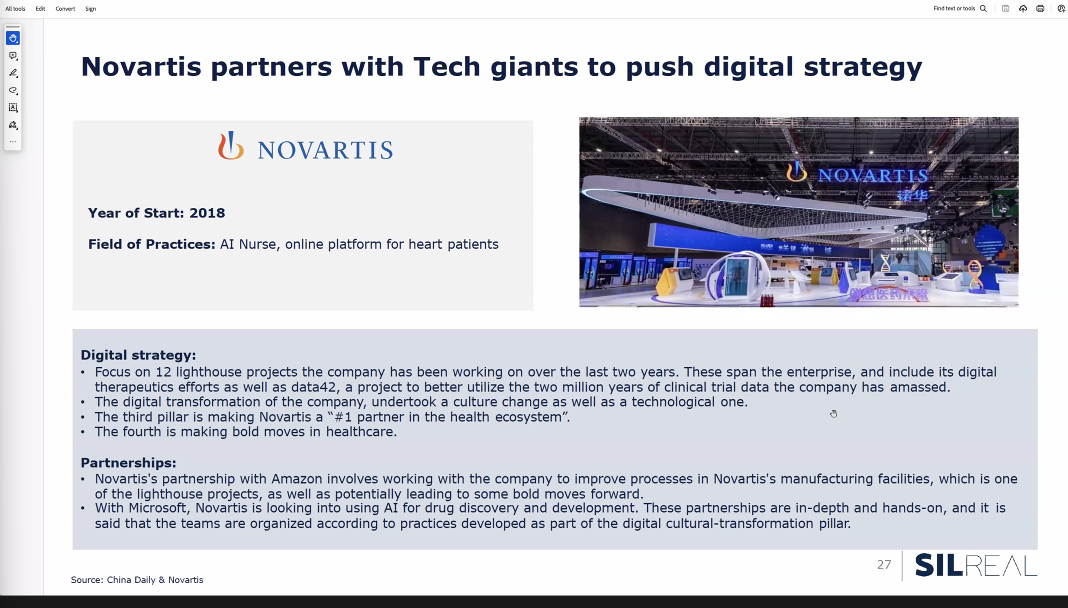 All tools Edit Convert Sign Find text or tools
Novartis partners with Tech giants to push digital strategy
NOVARTIS
Year of Start: 2018
Field of Practices: AI Nurse, online platform for heart patients
NOVARTIS
诺华
Digital strategy:
• Focus on 12 lighthouse projects the company has been working on over the last two years. These span the enterprise, and include its digital
therapeutics efforts as well as data42, a project to better utilize the two million years of clinical trial data the company has amassed.
• The digital transformation of the company, undertook a culture change as well as a technological one.
• The third pillar is making Novartis a “#1 partner in the health ecosystem”.
• The fourth is making bold moves in healthcare.
Partnerships:
• Novartis's partnership with Amazon involves working with the company to improve processes in Novartis's manufacturing facilities, which is one
of the lighthouse projects, as well as potentially leading to some bold moves forward.
• With Microsoft, Novartis is looking into using AI for drug discovery and development. These partnerships are in-depth and hands-on, and it is
said that the teams are organized according to practices developed as part of the digital cultural-transformation pillar.
27
SILREAL
Source: China Daily & Novartis